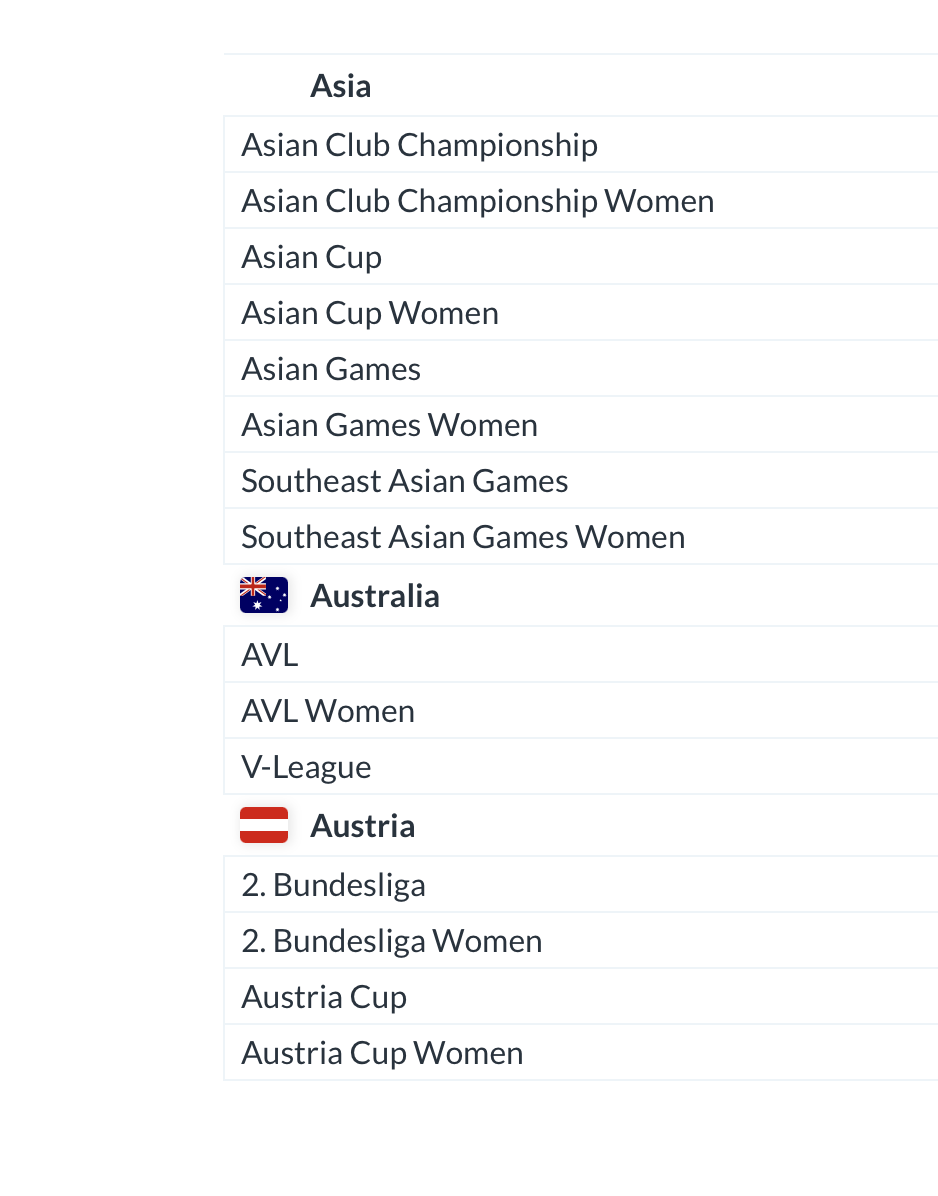 Asia
Asian Club Championship
Asian Club Championship Women
Asian Cup
Asian Cup Women
Asian Games
Asian Games Women
Southeast Asian Games
Southeast Asian Games Women
Australia
AVL
AVL Women
V-League
Austria
2. Bundesliga
2. Bundesliga Women
Austria Cup
Austria Cup Women